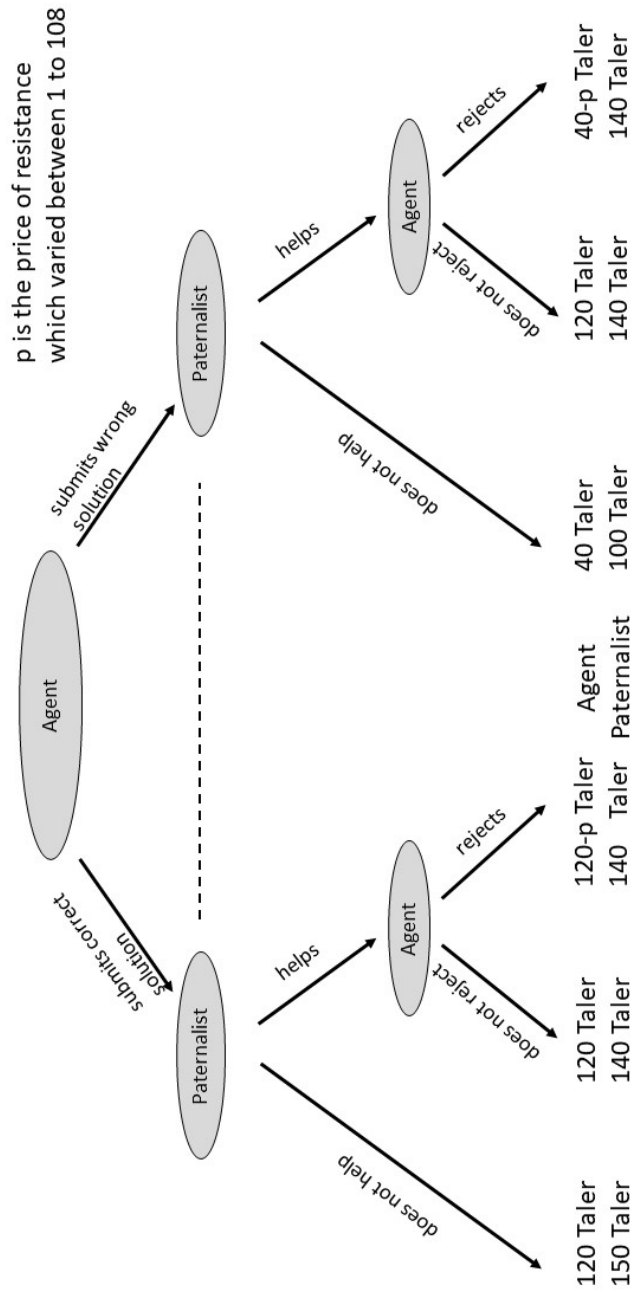 p is the price of resistance
which varied between 1 to 108
Agent
submits correct
solution
submits wrong
solution
Paternalist
Paternalist
does not help
helps
does not help
helps
Agent
Agent
does not reject
rejects
does not reject
rejects
120 Taler
150 Taler
120 Taler
140 Taler
120-p Taler
140 Taler
Agent
Paternalist
40 Taler
100 Taler
120 Taler
140 Taler
40-p Taler
140 Taler